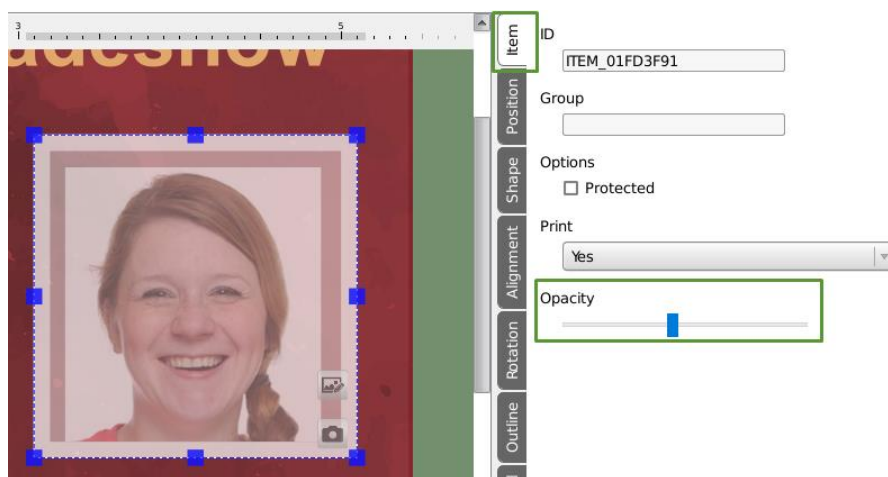 3
5
Item
ID
ITEM_01FD3F91
Position
Group
Shape
Options
Protected
Alignment
Print
Yes
Opacity
Rotation
Outline